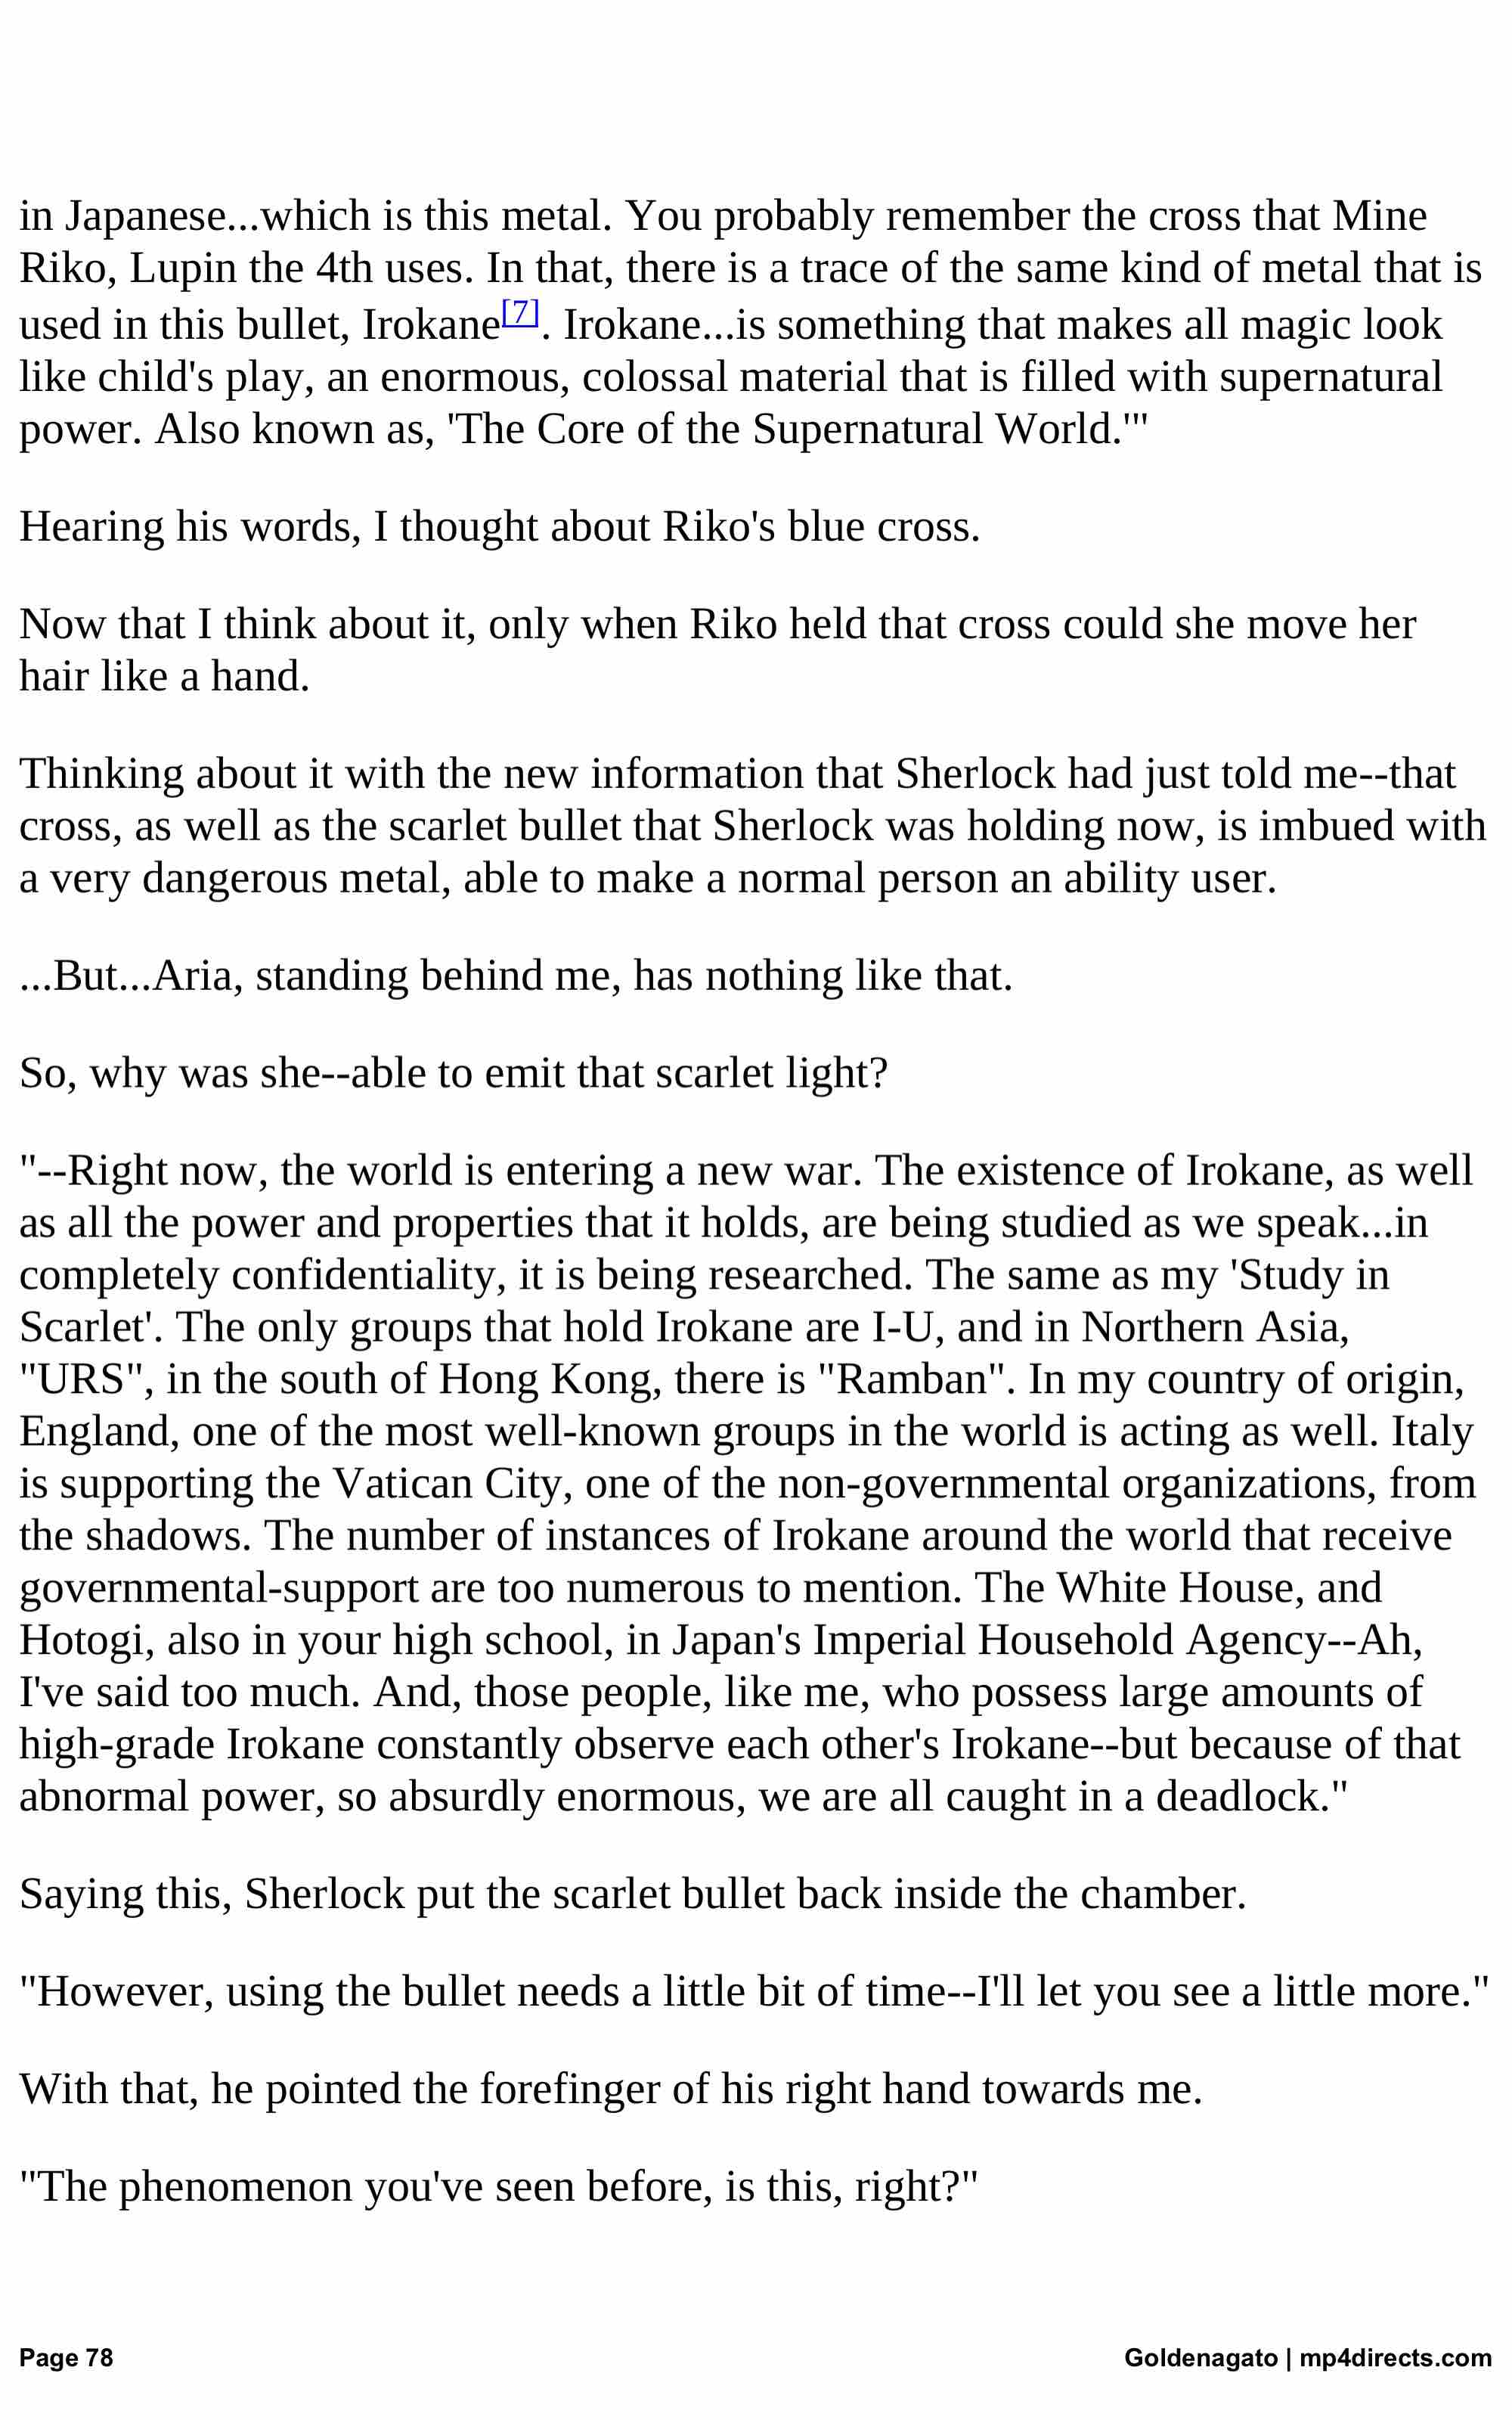 in Japanese...which is this metal. You probably remember the cross that Mine
Riko, Lupin the 4th uses. In that, there is a trace of the same kind of metal that is
used in this bullet, Irokane[7]. Irokane...is something that makes all magic look
like child's play, an enormous, colossal material that is filled with supernatural
power. Also known as, 'The Core of the Supernatural World.'"
Hearing his words, I thought about Riko's blue cross.
Now that I think about it, only when Riko held that cross could she move her
hair like a hand.
Thinking about it with the new information that Sherlock had just told me--that
cross, as well as the scarlet bullet that Sherlock was holding now, is imbued with
a very dangerous metal, able to make a normal person an ability user.
...But...Aria, standing behind me, has nothing like that.
So, why was she--able to emit that scarlet light?
"--Right now, the world is entering a new war. The existence of Irokane, as well
as all the power and properties that it holds, are being studied as we speak...in
completely confidentiality, it is being researched. The same as my 'Study in
Scarlet'. The only groups that hold Irokane are I-U, and in Northern Asia,
"URS", in the south of Hong Kong, there is "Ramban". In my country of origin,
England, one of the most well-known groups in the world is acting as well. Italy
is supporting the Vatican City, one of the non-governmental organizations, from
the shadows. The number of instances of Irokane around the world that receive
governmental-support are too numerous to mention. The White House, and
Hotogi, also in your high school, in Japan's Imperial Household Agency--Ah,
I've said too much. And, those people, like me, who possess large amounts of
high-grade Irokane constantly observe each other's Irokane--but because of that
abnormal power, so absurdly enormous, we are all caught in a deadlock."
Saying this, Sherlock put the scarlet bullet back inside the chamber.
"However, using the bullet needs a little bit of time--I'll let you see a little more."
With that, he pointed the forefinger of his right hand towards me.
"The phenomenon you've seen before, is this, right?"
Page 78
Goldenagato | mp4directs.com